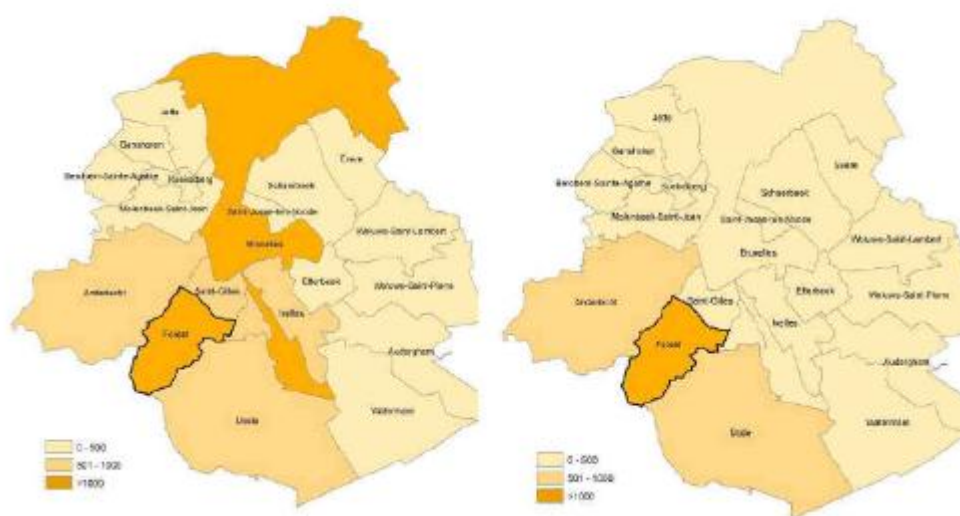 Jette
Ganshoren
Evere
Berchem-Sainte-Agathe
Koekelberg
Schaerbeek
Molenbeek-Saint-Jean
Saint-Josse-ten-Noode
Woluwe-Saint-Lambert
Bruxelles
Etterbeek
Woluwe-Saint-Pierre
Anderlecht
Saint-Gilles
Ixelles
Forest
Auderghem
Uccle
Watermael
0 - 500
501 - 1000
>1000
Jette
Ganshoren
Evere
Berchem-Sainte-Agathe
Koekelberg
Schaerbeek
Molenbeek-Saint-Jean
Saint-Josse-ten-Noode
Woluwe-Saint-Lambert
Bruxelles
Etterbeek
Woluwe-Saint-Pierre
Anderlecht
Saint-Gilles
Ixelles
Forest
Auderghem
Uccle
Watermael
0 - 500
501 - 1000
>1000